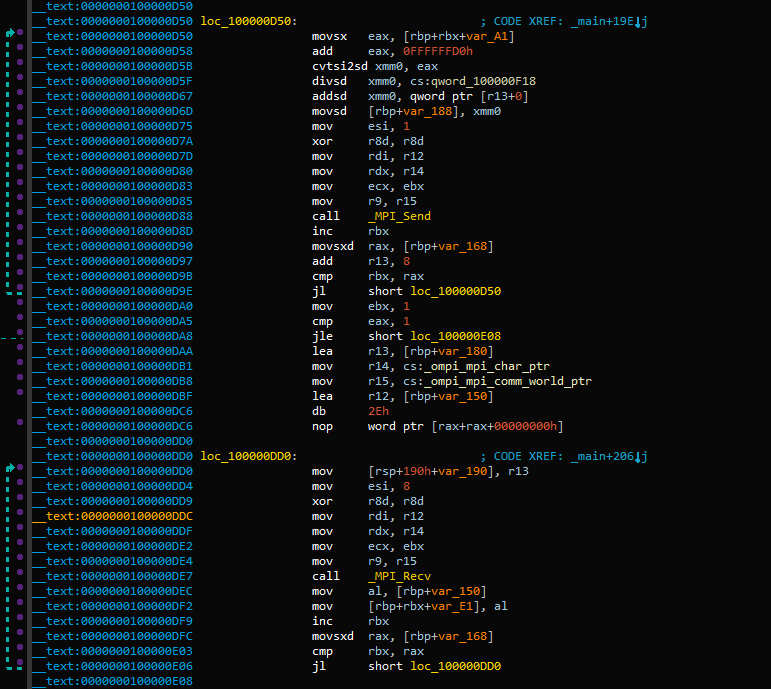 __text:0000000100000D50
__text:0000000100000D50 loc_100000D50: ; CODE XREF: _main+19E↓j
__text:0000000100000D50 movsx eax, [rbp+rbx+var_A1]
__text:0000000100000D58 add eax, 0FFFFFFD0h
__text:0000000100000D5B cvtsi2sd xmm0, eax
__text:0000000100000D5F divsd xmm0, cs:qword_100000F18
__text:0000000100000D67 addsd xmm0, qword ptr [r13+0]
__text:0000000100000D6D movsd [rbp+var_188], xmm0
__text:0000000100000D75 mov esi, 1
__text:0000000100000D7A xor r8d, r8d
__text:0000000100000D7D mov rdi, r12
__text:0000000100000D80 mov rdx, r14
__text:0000000100000D83 mov ecx, ebx
__text:0000000100000D85 mov r9, r15
__text:0000000100000D88 call _MPI_Send
__text:0000000100000D8D inc rbx
__text:0000000100000D90 movsxd rax, [rbp+var_168]
__text:0000000100000D97 add r13, 8
__text:0000000100000D9B cmp rbx, rax
__text:0000000100000D9E jl short loc_100000D50
__text:0000000100000DA0 mov ebx, 1
__text:0000000100000DA5 cmp eax, 1
__text:0000000100000DA8 jle short loc_100000E08
__text:0000000100000DAA lea r13, [rbp+var_180]
__text:0000000100000DB1 mov r14, cs:_ompi_mpi_char_ptr
__text:0000000100000DB8 mov r15, cs:_ompi_mpi_comm_world_ptr
__text:0000000100000DBF lea r12, [rbp+var_150]
__text:0000000100000DC6 db 2Eh
__text:0000000100000DC6 nop word ptr [rax+rax+00000000h]
__text:0000000100000DD0
__text:0000000100000DD0 loc_100000DD0: ; CODE XREF: _main+206↓j
__text:0000000100000DD0 mov [rsp+190h+var_190], r13
__text:0000000100000DD4 mov esi, 8
__text:0000000100000DD9 xor r8d, r8d
__text:0000000100000DDC mov rdi, r12
__text:0000000100000DDF mov rdx, r14
__text:0000000100000DE2 mov ecx, ebx
__text:0000000100000DE4 mov r9, r15
__text:0000000100000DE7 call _MPI_Recv
__text:0000000100000DEC mov al, [rbp+var_150]
__text:0000000100000DF2 mov [rbp+rbx+var_E1], al
__text:0000000100000DF9 inc rbx
__text:0000000100000DFC movsxd rax, [rbp+var_168]
__text:0000000100000E03 cmp rbx, rax
__text:0000000100000E06 jl short loc_100000DD0
__text:0000000100000E08